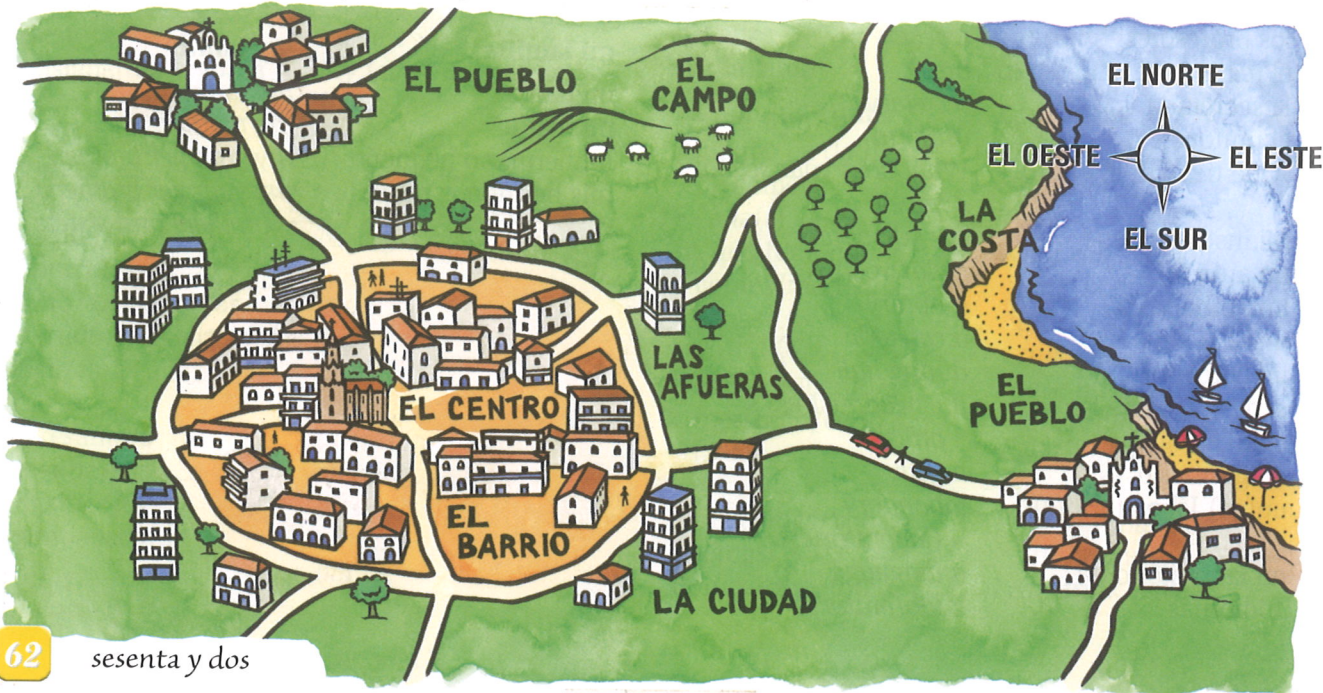 EL PUEBLO
EL
CAMPO
EL NORTE
EL OESTE
EL ESTE
EL SUR
LA
COSTA
LAS
AFUERAS
EL CENTRO
EL
PUEBLO
EL
BARRIO
LA CIUDAD
62
sesenta y dos